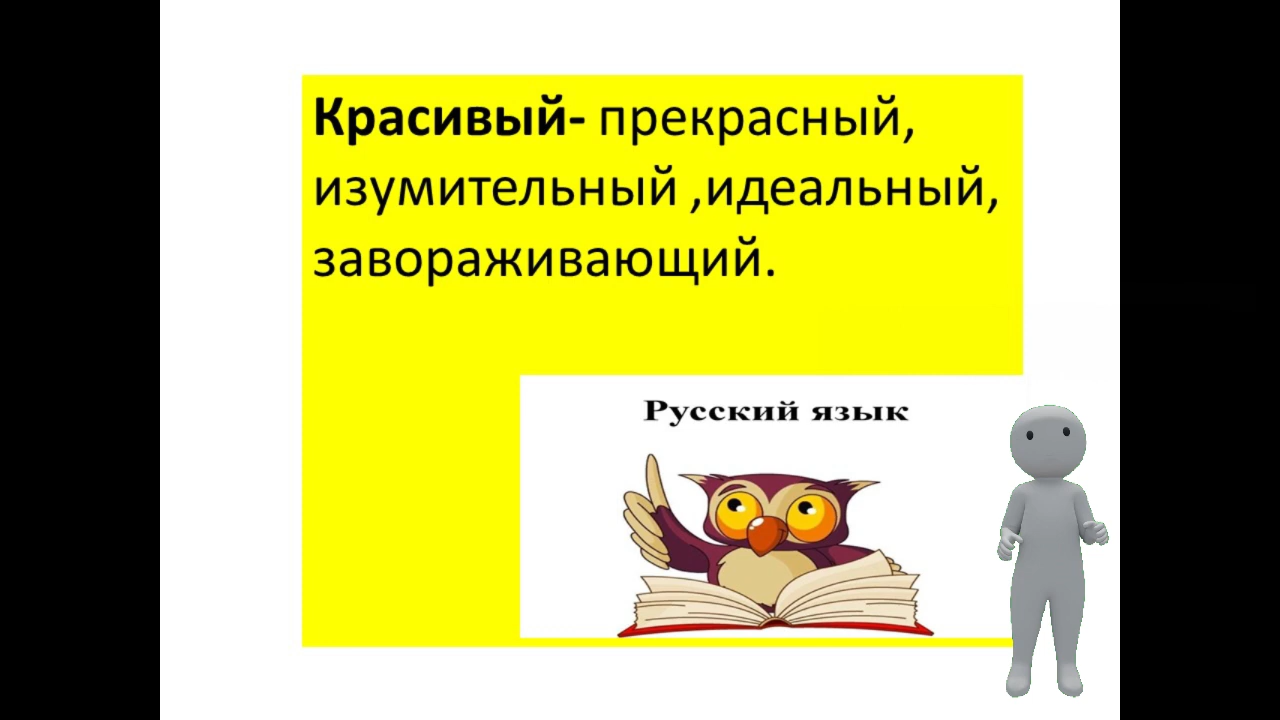 Красивый- прекрасный,
изумительный ,идеальный,
завораживающий.
Русский язык